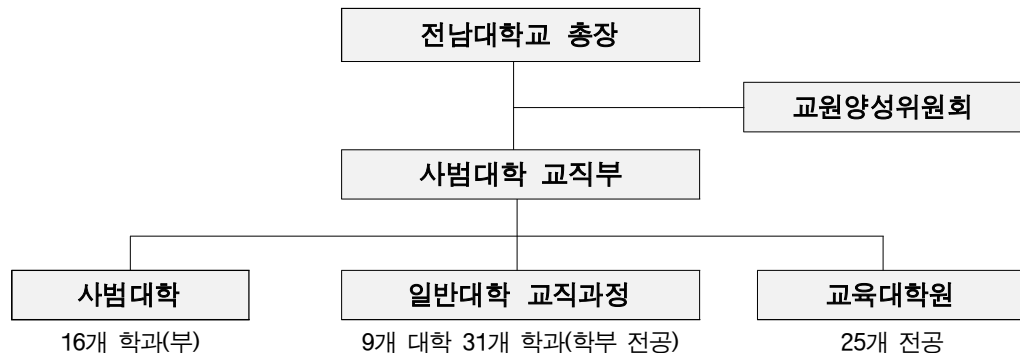 전남대학교 총장
교원양성위원회
사범대학 교직부
사범대학
일반대학 교직과정
교육대학원
16개 학과(부)
9개 대학 31개 학과(학부 전공)
25개 전공